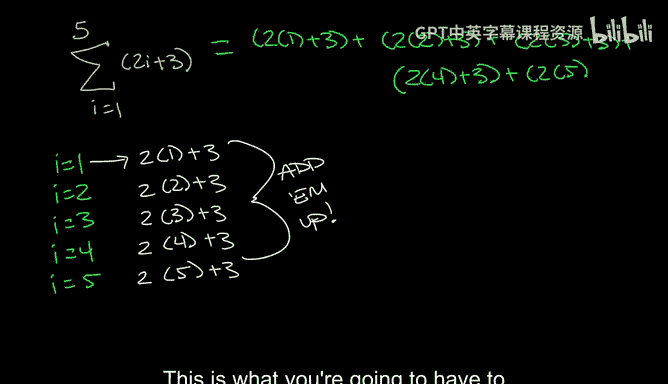 5
∑ (2i+3) = (2(1)+3) + (2(2)+3) + (2(3)+3) +
i=1
(2(4)+3) + (2(5)
GPT中英字幕课程资源 bilibili
i=1 → 2(1)+3
i=2 2(2)+3
i=3 2(3)+3
i=4 2(4)+3
i=5 2(5)+3
ADD
'EM
UP!
This is what you're going to have to